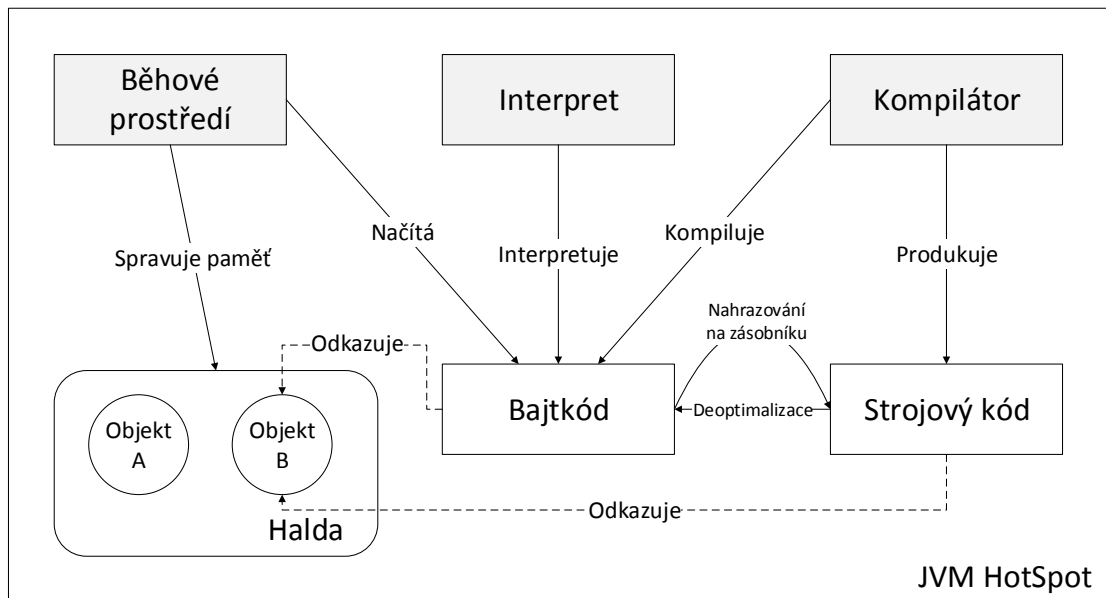 Běhové
prostředí
Interpret
Kompilátor
Načítá
Kompiluje
Spravuje paměť
Interpretuje
Produkuje
Nahrazování
na zásobníku
Odkazuje
Bajtkód
Deoptimalizace
Strojový kód
Objekt
A
Objekt
B
Odkazuje
Halda
JVM HotSpot